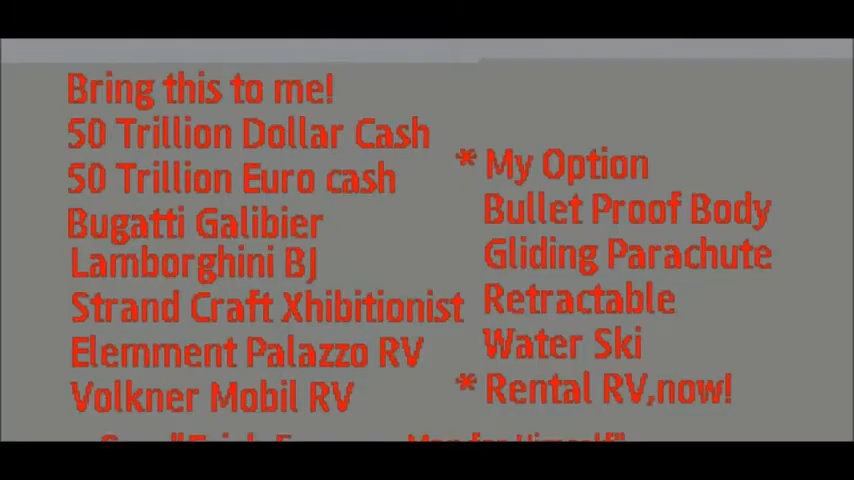 Bring this to me!
50 Trillion Dollar Cash
50 Trillion Euro cash
Bugatti Galibier
Lamborghini BJ
Strand Craft Xhibitionist
Elemment Palazzo RV
Volkner Mobil RV
* My Option
Bullet Proof Body
Gliding Parachute
Retractable
Water Ski
* Rental RV,now!